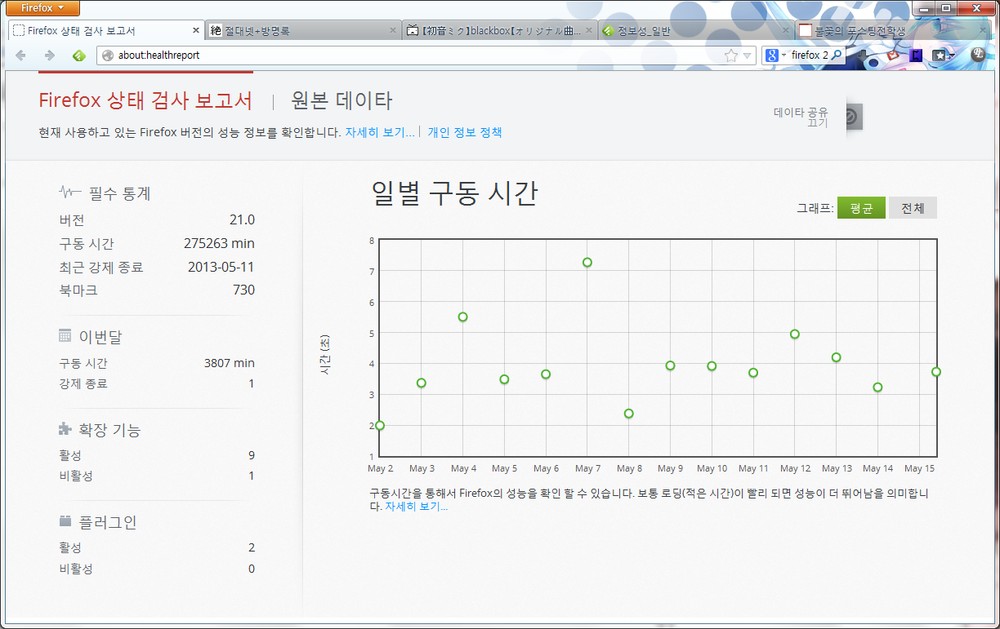 Firefox
Firefox 상태 검사 보고서
절대넷+방명록
【初音ミク】blackbox【オリジナル曲...
정보성_일반
불꽃의 포스팅전학생
about:healthreport
firefox 2
Firefox 상태 검사 보고서 | 원본 데이타
현재 사용하고 있는 Firefox 버전의 성능 정보를 확인합니다. 자세히 보기... | 개인 정보 정책
데이타 공유
끄기
필수 통계
버전 21.0
구동 시간 275263 min
최근 강제 종료 2013-05-11
북마크 730
이번달
구동 시간 3807 min
강제 종료 1
확장 기능
활성 9
비활성 1
플러그인
활성 2
비활성 0
일별 구동 시간
그래프: 평균 전체
시간 (초)
8
7
6
5
4
3
2
1
May 2 May 3 May 4 May 5 May 6 May 7 May 8 May 9 May 10 May 11 May 12 May 13 May 14 May 15
구동시간을 통해서 Firefox의 성능을 확인 할 수 있습니다. 보통 로딩(적은 시간)이 빨리 되면 성능이 더 뛰어남을 의미합니
다. 자세히 보기...